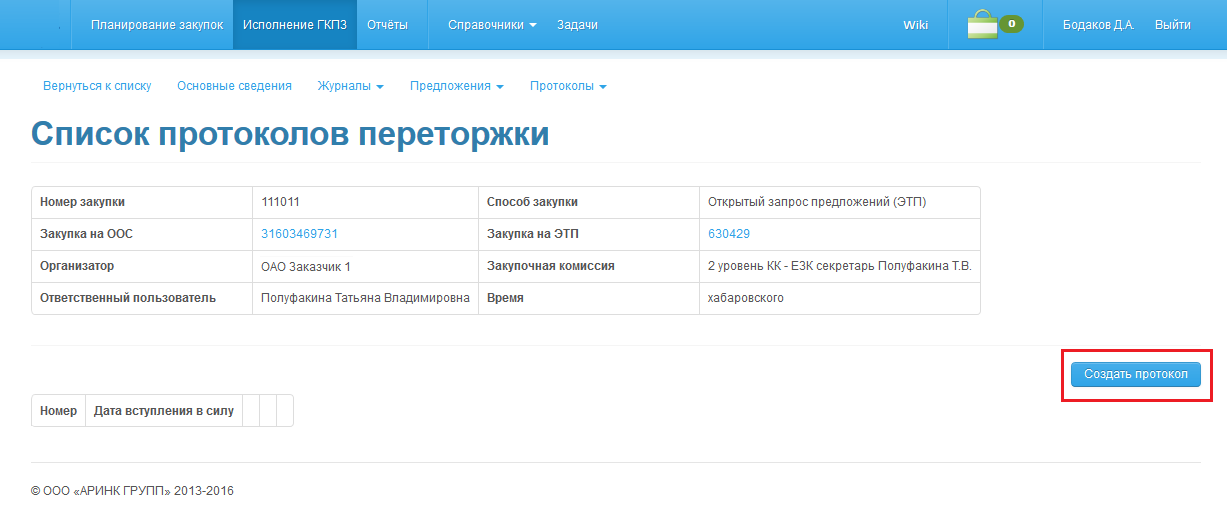 Планирование закупок Исполнение ГКПЗ Отчёты Справочники Задачи Wiki 0 Бодаков Д.А. Выйти
Вернуться к списку Основные сведения Журналы Предложения Протоколы
Список протоколов переторжки
Номер закупки 111011 Способ закупки Открытый запрос предложений (ЭТП)
Закупка на ООС 31603469731 Закупка на ЭТП 630429
Организатор ОАО Заказчик 1 Закупочная комиссия 2 уровень КК - ЕЗК секретарь Полуфакина Т.В.
Ответственный пользователь Полуфакина Татьяна Владимировна Время хабаровского
Создать протокол
Номер Дата вступления в силу
© ООО «АРИНК ГРУПП» 2013-2016